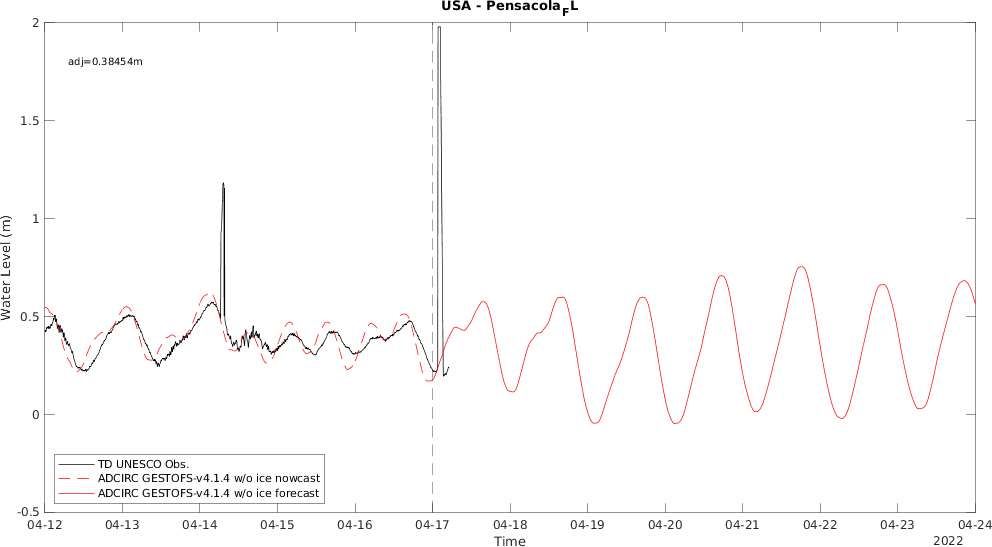 USA - Pensacola_FL
adj=0.38454m
2
1.5
1
0.5
0
-0.5
Water Level (m)
TD UNESCO Obs.
ADCIRC GESTOFS-v4.1.4 w/o ice nowcast
ADCIRC GESTOFS-v4.1.4 w/o ice forecast
04-12 04-13 04-14 04-15 04-16 04-17 04-18 04-19 04-20 04-21 04-22 04-23 04-24
Time
2022